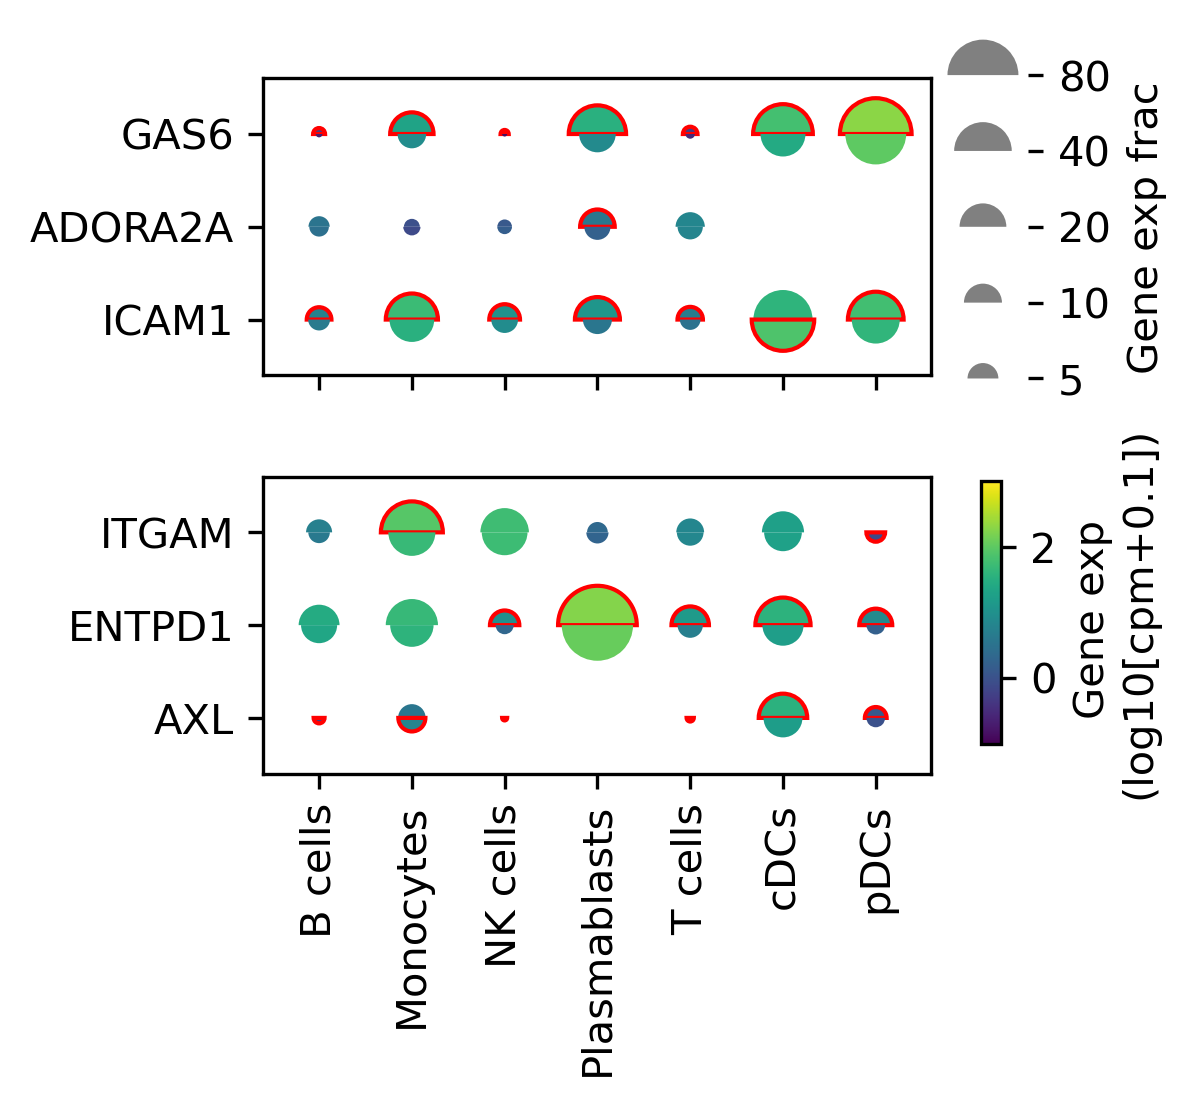 GAS6
ADORA2A
ICAM1
80
40
20
10
5
Gene exp frac
ITGAM
ENTPD1
AXL
2
0
Gene exp
(log10[cpm+0.1])
B cells
Monocytes
NK cells
Plasmablasts
T cells
cDCs
pDCs